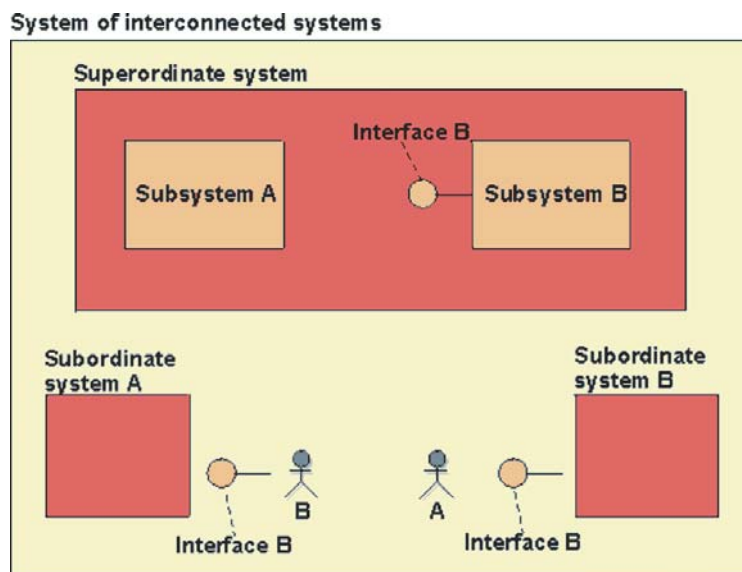 System of interconnected systems
Superordinate system
Interface B
Subsystem A
Subsystem B
Subordinate
system A
Subordinate
system B
B
A
Interface B
Interface B